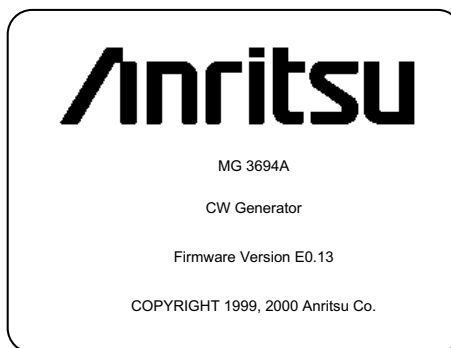 Anritsu
MG 3694A
CW Generator
Firmware Version E0.13
COPYRIGHT 1999, 2000 Anritsu Co.